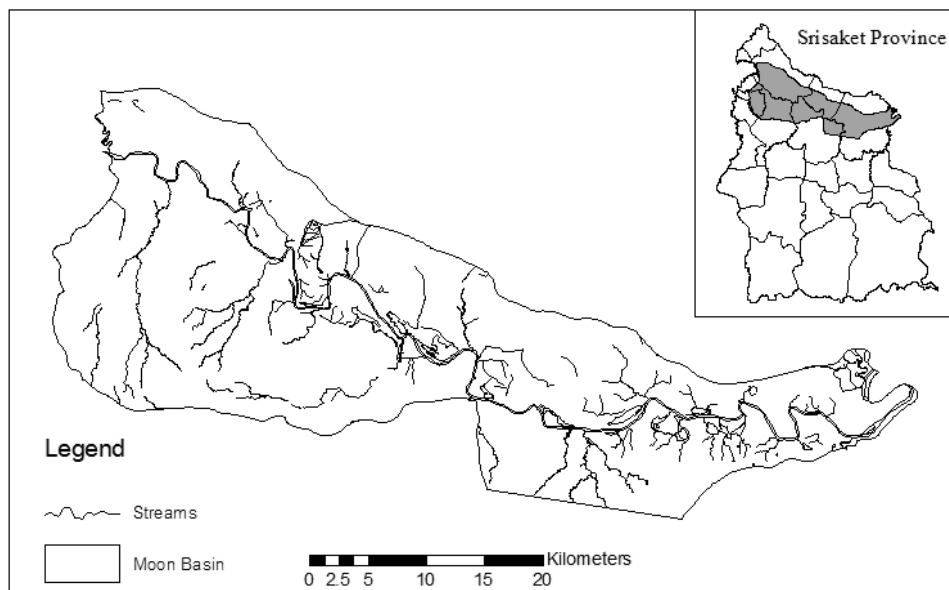 Srisaket Province
Legend
Streams
Moon Basin
Kilometers
0 2.5 5 10 15 20